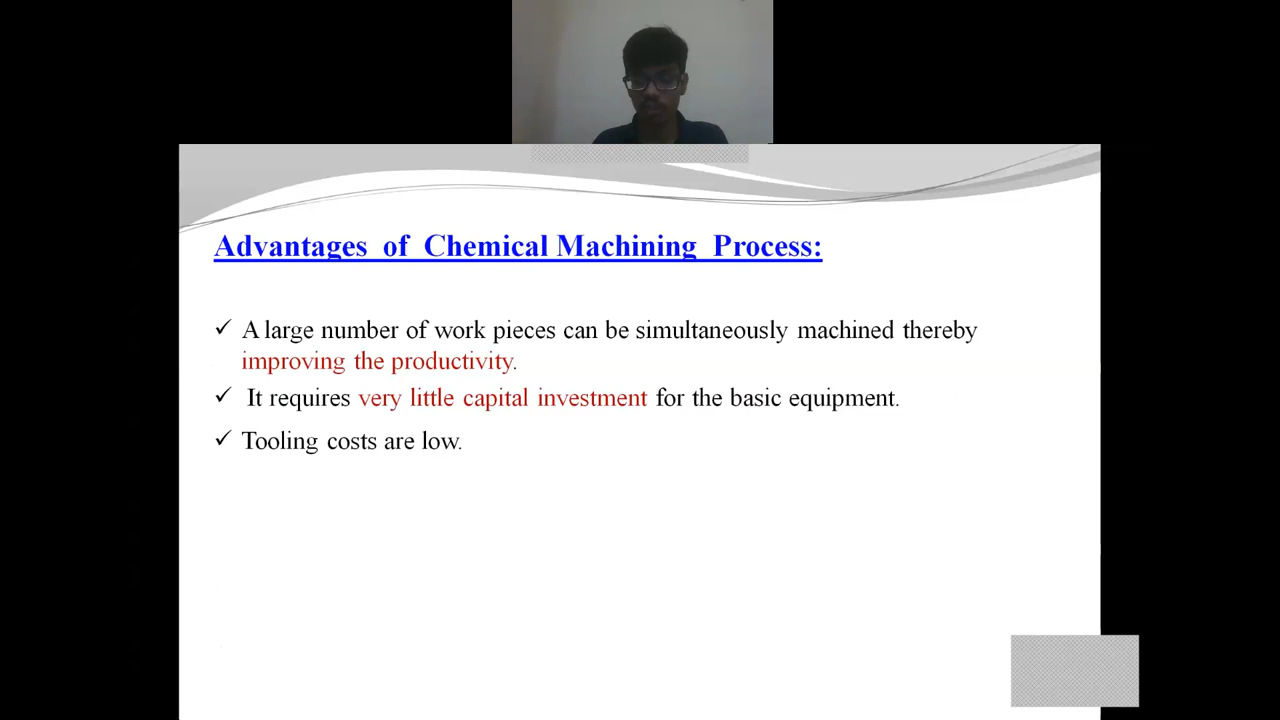 Advantages of Chemical Machining Process:
✓ A large number of work pieces can be simultaneously machined thereby
improving the productivity.
✓ It requires very little capital investment for the basic equipment.
✓ Tooling costs are low.